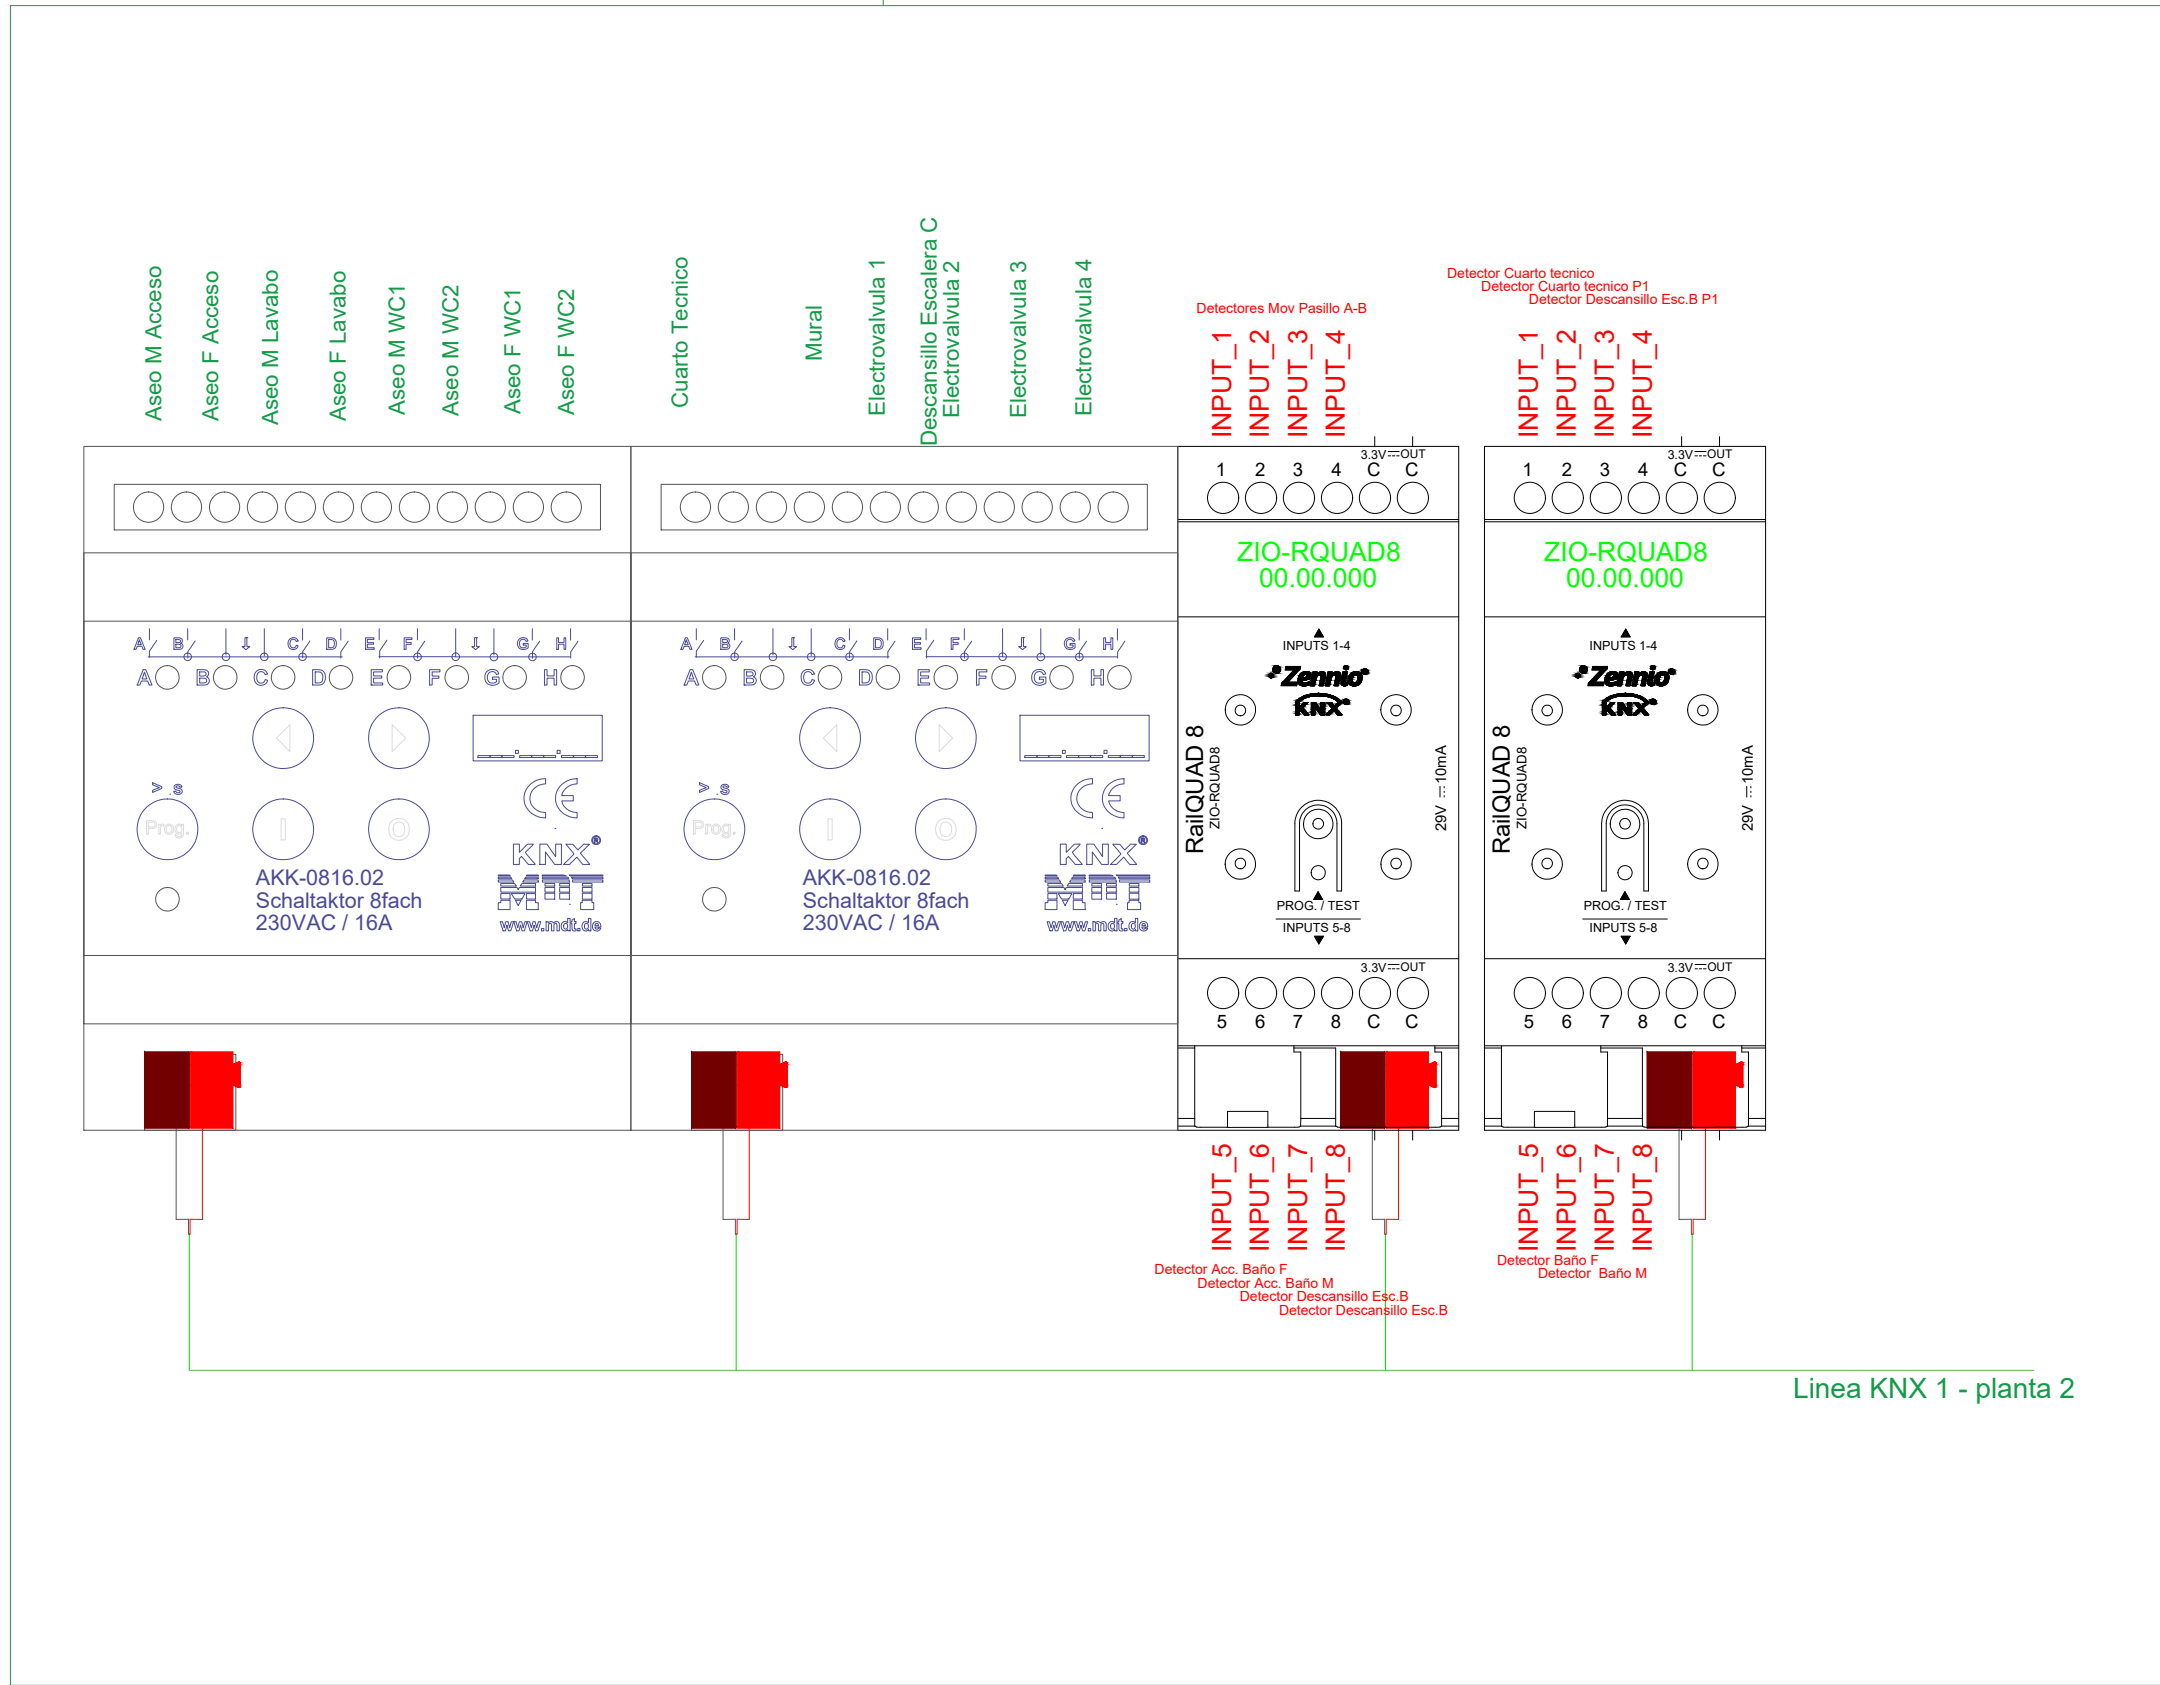 Aseo M Acceso
Aseo F Acceso
Aseo M Lavabo
Aseo F Lavabo
Aseo M WC1
Aseo M WC2
Aseo F WC1
Aseo F WC2
Cuarto Tecnico
Mural
Electrovalvula 1
Descansillo Escalera C
Electrovalvula 2
Electrovalvula 3
Electrovalvula 4
Detectores Mov Pasillo A-B
INPUT_1
INPUT_2
INPUT_3
INPUT_4
Detector Cuarto tecnico
Detector Cuarto tecnico P1
Detector Descansillo Esc.B P1
INPUT_1
INPUT_2
INPUT_3
INPUT_4
A B C D E F G H
A B C D E F G H
> .s
Prog. I O
CE
KNX®
MDT
www.mdt.de
AKK-0816.02
Schaltaktor 8fach
230VAC / 16A
A B C D E F G H
A B C D E F G H
> .s
Prog. I O
CE
KNX®
MDT
www.mdt.de
AKK-0816.02
Schaltaktor 8fach
230VAC / 16A
3.3V⎓OUT
1 2 3 4 C C
ZIO-RQUAD8
00.00.000
▲
INPUTS 1-4
Zennio
KNX
RailQUAD 8
ZIO-RQUAD8
29V ⎓ 10mA
▲
PROG. / TEST
INPUTS 5-8
▼
3.3V⎓OUT
5 6 7 8 C C
INPUT_5
INPUT_6
INPUT_7
INPUT_8
Detector Acc. Baño F
Detector Acc. Baño M
Detector Descansillo Esc.B
Detector Descansillo Esc.B
3.3V⎓OUT
1 2 3 4 C C
ZIO-RQUAD8
00.00.000
▲
INPUTS 1-4
Zennio
KNX
RailQUAD 8
ZIO-RQUAD8
29V ⎓ 10mA
▲
PROG. / TEST
INPUTS 5-8
▼
3.3V⎓OUT
5 6 7 8 C C
INPUT_5
INPUT_6
INPUT_7
INPUT_8
Detector Baño F
Detector Baño M
Linea KNX 1 - planta 2